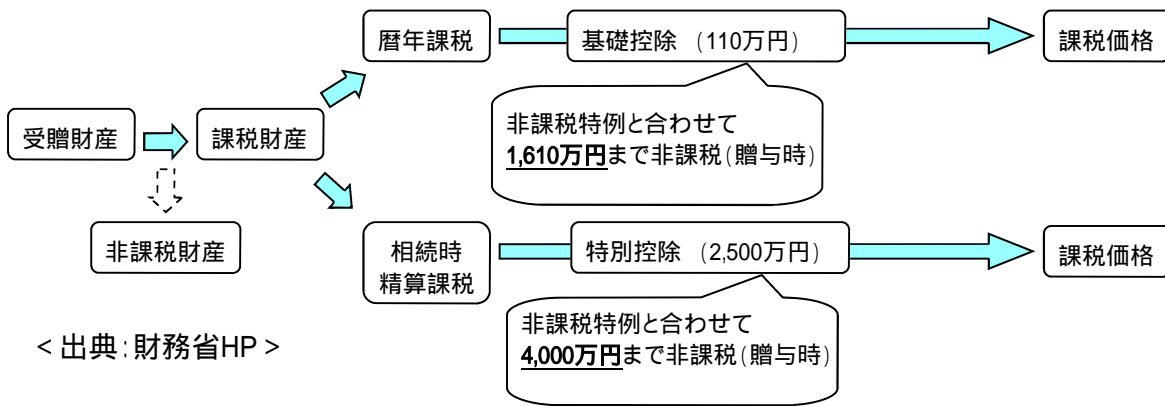 暦年課税
基礎控除 (110万円)
課税価格
受贈財産
課税財産
非課税特例と合わせて
1,610万円まで非課税(贈与時)
非課税財産
相続時
精算課税
特別控除 (2,500万円)
課税価格
非課税特例と合わせて
4,000万円まで非課税(贈与時)
<出典:財務省HP>